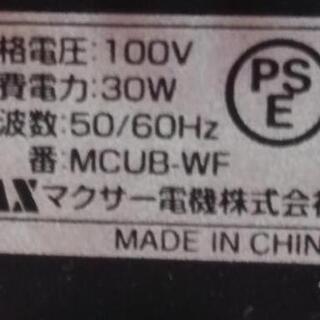 格電圧:100V
費電力:30W
波数:50/60Hz
番:MCUB-WF
マクサー電機株式会社
MADE IN CHIN
PSE